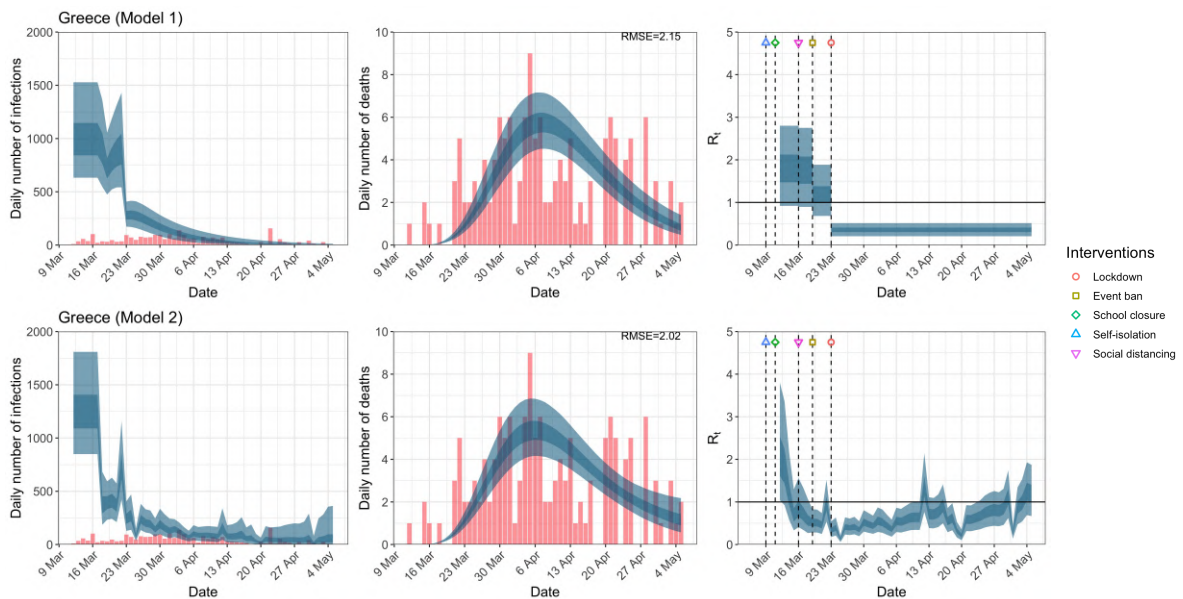 Greece (Model 1)
Daily number of infections
2000
1500
1000
500
0
9 Mar
16 Mar
23 Mar
30 Mar
6 Apr
13 Apr
20 Apr
27 Apr
4 May
Date
Daily number of deaths
10
8
6
4
2
0
RMSE=2.15
9 Mar
16 Mar
23 Mar
30 Mar
6 Apr
13 Apr
20 Apr
27 Apr
4 May
Date
Rt
5
4
3
2
1
0
9 Mar
16 Mar
23 Mar
30 Mar
6 Apr
13 Apr
20 Apr
27 Apr
4 May
Date
Interventions
Lockdown
Event ban
School closure
Self-isolation
Social distancing
Greece (Model 2)
Daily number of infections
2000
1500
1000
500
0
9 Mar
16 Mar
23 Mar
30 Mar
6 Apr
13 Apr
20 Apr
27 Apr
4 May
Date
Daily number of deaths
10
8
6
4
2
0
RMSE=2.02
9 Mar
16 Mar
23 Mar
30 Mar
6 Apr
13 Apr
20 Apr
27 Apr
4 May
Date
Rt
5
4
3
2
1
0
9 Mar
16 Mar
23 Mar
30 Mar
6 Apr
13 Apr
20 Apr
27 Apr
4 May
Date